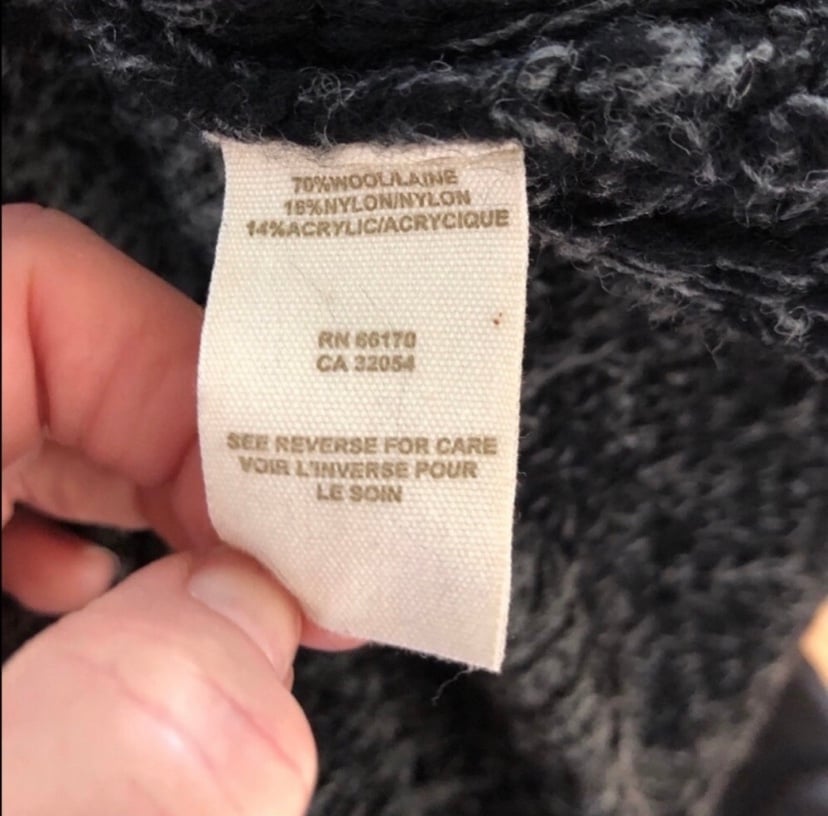 70%WOOL/LAINE
16%NYLON/NYLON
14%ACRYLIC/ACRYCIQUE
RN 66170
CA 32054
SEE REVERSE FOR CARE
VOIR L'INVERSE POUR
LE SOIN